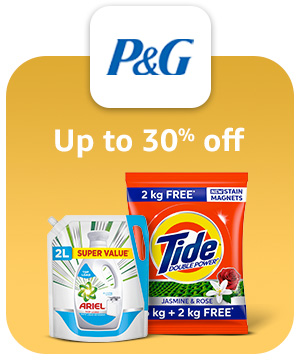 P&G
Up to 30% off
2 kg FREE*
NEW STAIN
MAGNETS
Tide
DOUBLE POWER*
JASMINE & ROSE
kg + 2 kg FREE*
2L SUPER VALUE
ARIEL